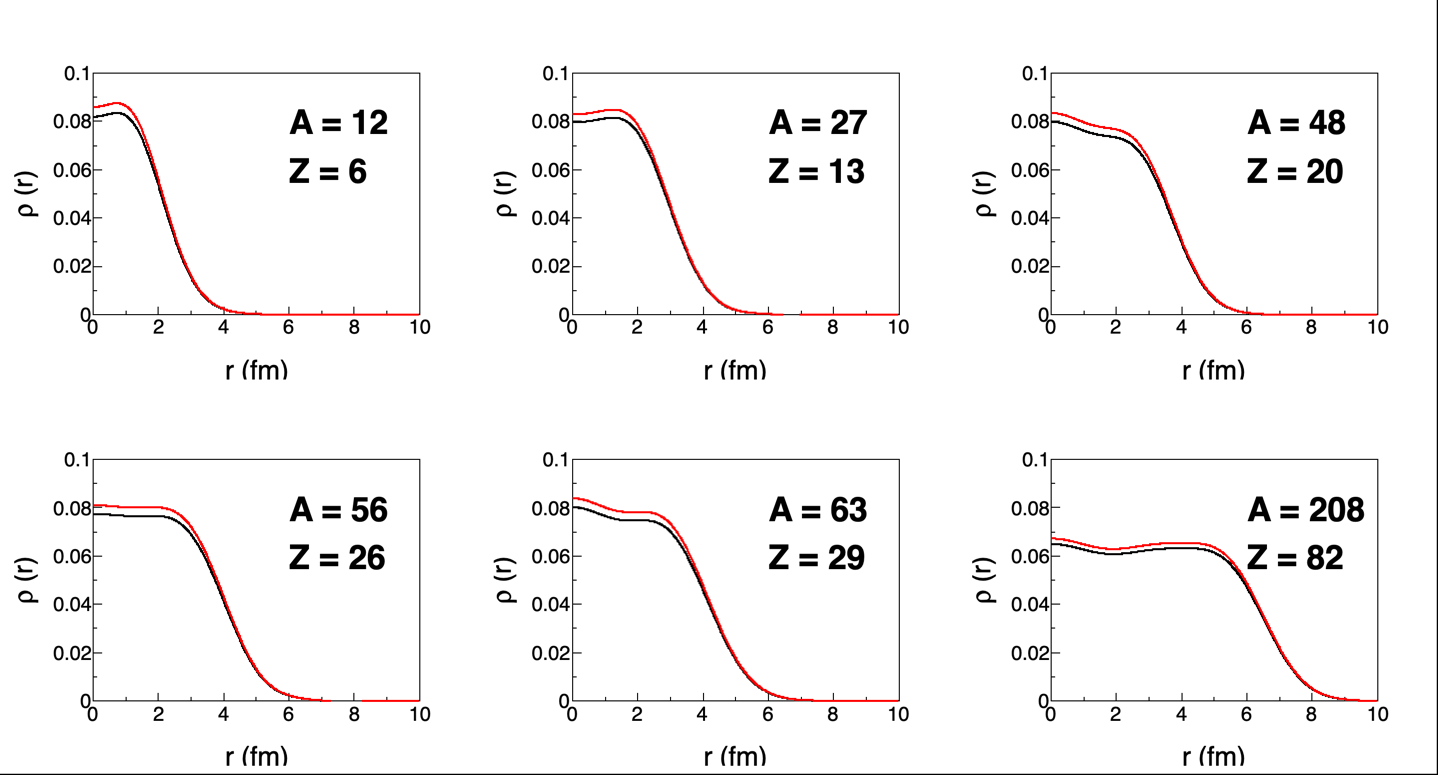 0.1
0.08
0.06
0.04
0.02
0
ρ (r)
A = 12
Z = 6
0 2 4 6 8 10
r (fm)
0.1
0.08
0.06
0.04
0.02
0
ρ (r)
A = 27
Z = 13
0 2 4 6 8 10
r (fm)
0.1
0.08
0.06
0.04
0.02
0
ρ (r)
A = 48
Z = 20
0 2 4 6 8 10
r (fm)
0.1
0.08
0.06
0.04
0.02
0
ρ (r)
A = 56
Z = 26
0 2 4 6 8 10
r (fm)
0.1
0.08
0.06
0.04
0.02
0
ρ (r)
A = 63
Z = 29
0 2 4 6 8 10
r (fm)
0.1
0.08
0.06
0.04
0.02
0
ρ (r)
A = 208
Z = 82
0 2 4 6 8 10
r (fm)